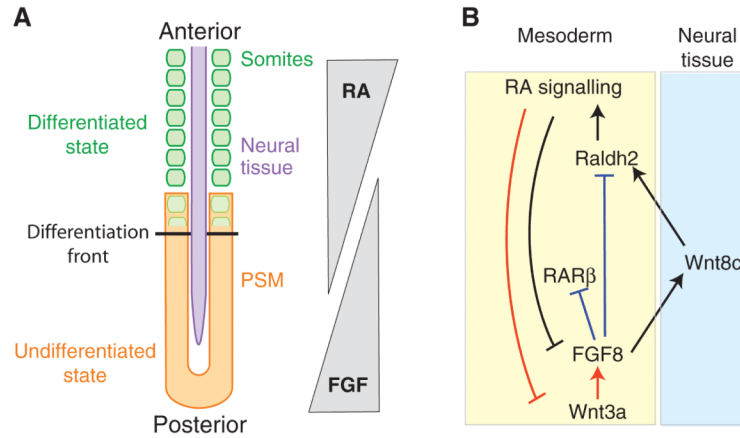 A
Anterior
Somites
Differentiated
state
Neural
tissue
Differentiation
front
PSM
Undifferentiated
state
Posterior
RA
FGF
B
Mesoderm
Neural
tissue
RA signalling
Raldh2
Wnt8c
RARβ
FGF8
Wnt3a